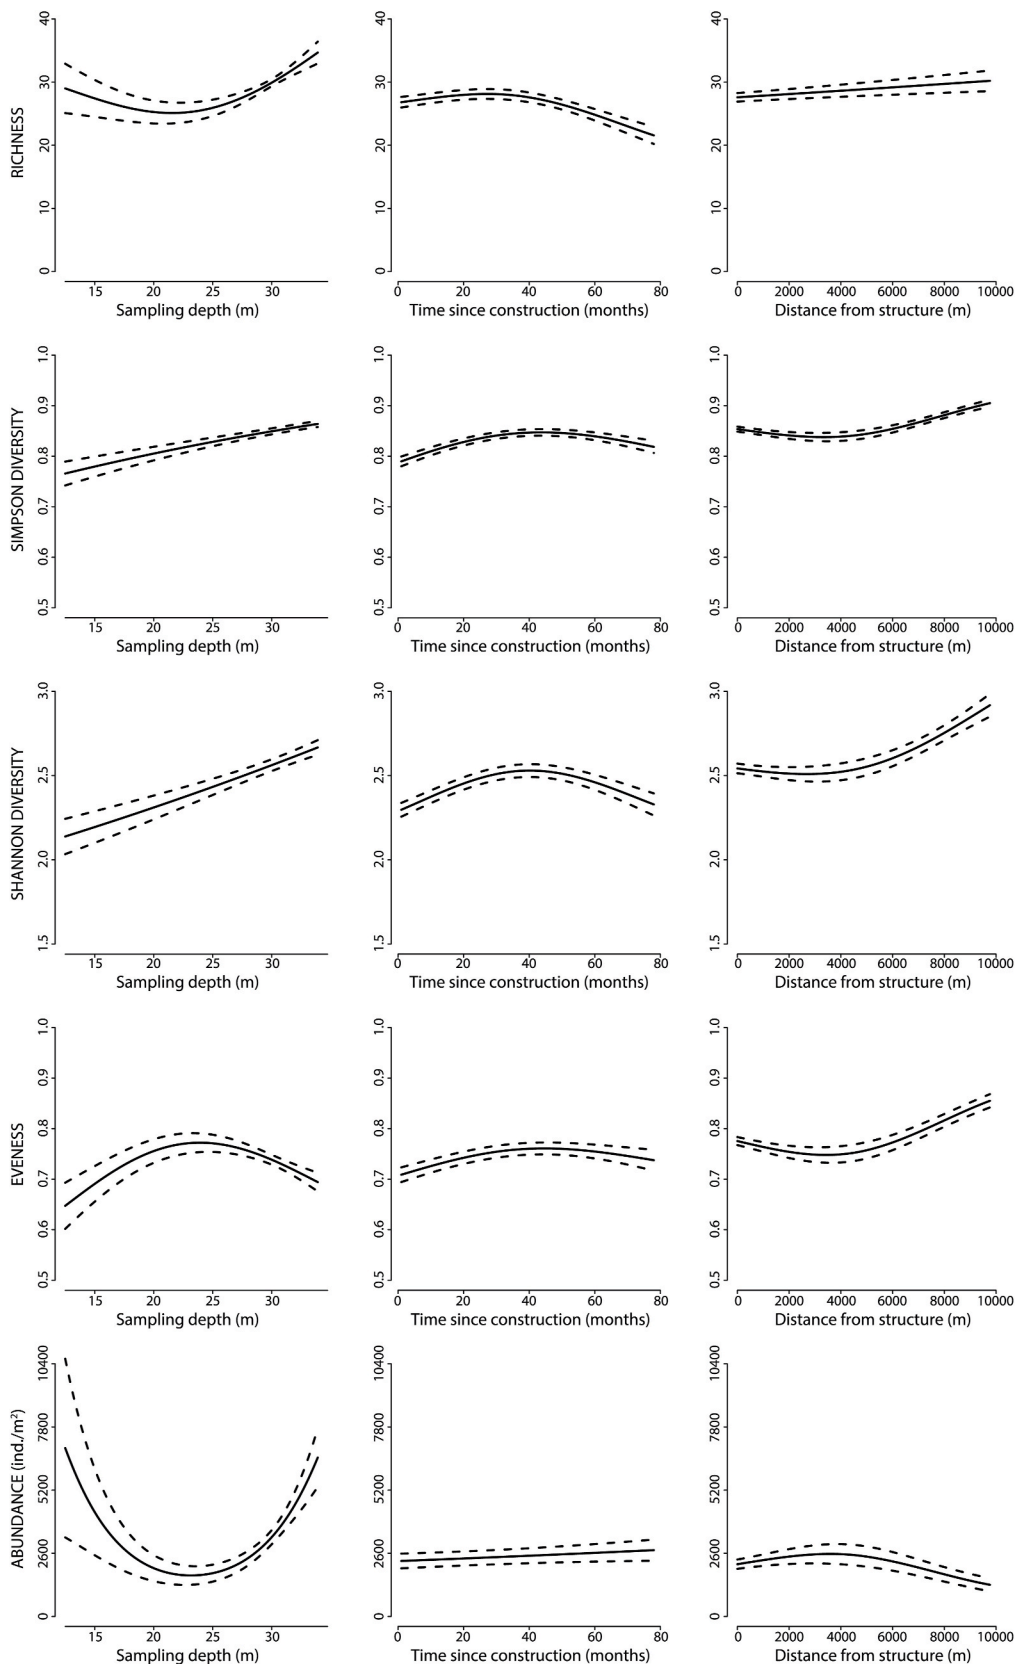 RICHNESS
40
30
20
10
0
15 20 25 30
Sampling depth (m)
40
30
20
10
0
0 20 40 60 80
Time since construction (months)
40
30
20
10
0
0 2000 4000 6000 8000 10000
Distance from structure (m)
SIMPSON DIVERSITY
1.0
0.9
0.8
0.7
0.6
0.5
15 20 25 30
Sampling depth (m)
1.0
0.9
0.8
0.7
0.6
0.5
0 20 40 60 80
Time since construction (months)
1.0
0.9
0.8
0.7
0.6
0.5
0 2000 4000 6000 8000 10000
Distance from structure (m)
SHANNON DIVERSITY
3.0
2.5
2.0
1.5
15 20 25 30
Sampling depth (m)
3.0
2.5
2.0
1.5
0 20 40 60 80
Time since construction (months)
3.0
2.5
2.0
1.5
0 2000 4000 6000 8000 10000
Distance from structure (m)
EVENESS
1.0
0.9
0.8
0.7
0.6
0.5
15 20 25 30
Sampling depth (m)
1.0
0.9
0.8
0.7
0.6
0.5
0 20 40 60 80
Time since construction (months)
1.0
0.9
0.8
0.7
0.6
0.5
0 2000 4000 6000 8000 10000
Distance from structure (m)
ABUNDANCE (ind./m²)
10400
7800
5200
2600
0
15 20 25 30
Sampling depth (m)
10400
7800
5200
2600
0
0 20 40 60 80
Time since construction (months)
10400
7800
5200
2600
0
0 2000 4000 6000 8000 10000
Distance from structure (m)